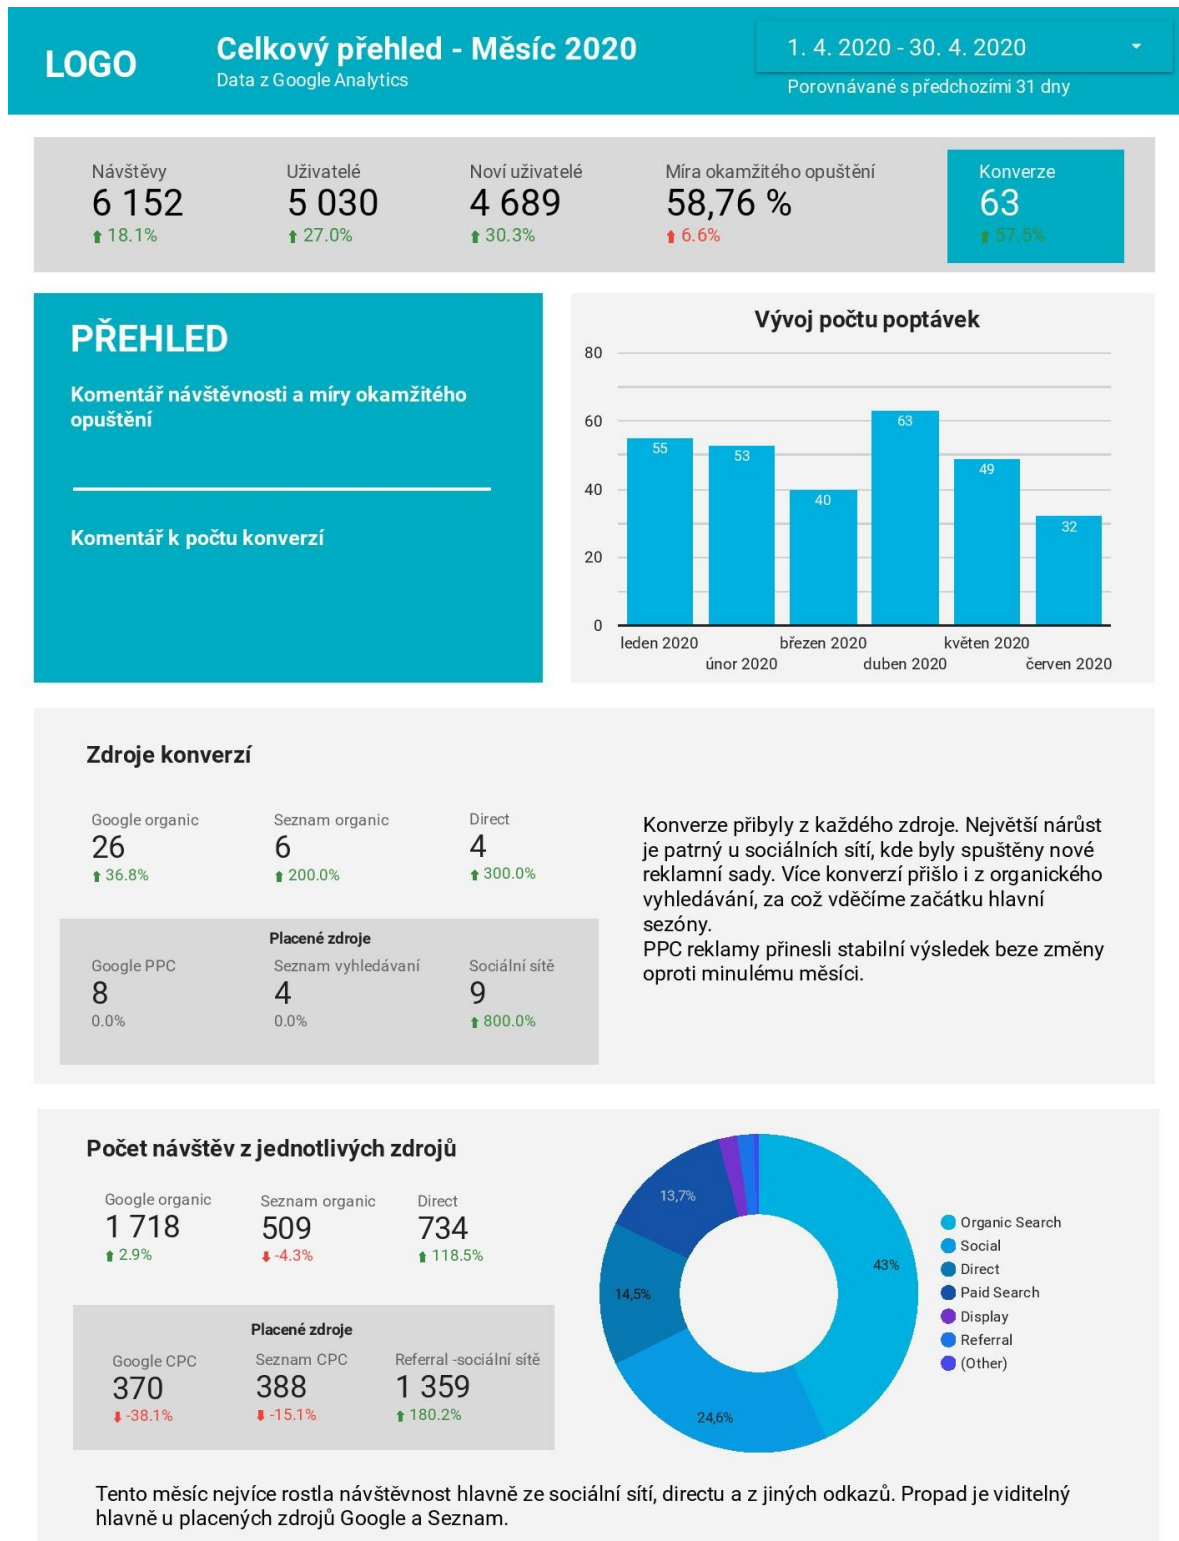 LOGO
Celkový přehled - Měsíc 2020
Data z Google Analytics
1. 4. 2020 - 30. 4. 2020
Porovnávané s předchozími 31 dny
Návštěvy
6 152
18.1%
Uživatelé
5 030
27.0%
Noví uživatelé
4 689
30.3%
Míra okamžitého opuštění
58,76 %
6.6%
Konverze
63
57.5%
PŘEHLED
Komentář návštěvnosti a míry okamžitého
opuštění
Komentář k počtu konverzí
Vývoj počtu poptávek
80
60
40
20
0
55
53
40
63
49
32
leden 2020
únor 2020
březen 2020
duben 2020
květen 2020
červen 2020
Zdroje konverzí
Google organic
26
36.8%
Seznam organic
6
200.0%
Direct
4
300.0%
Placené zdroje
Google PPC
8
0.0%
Seznam vyhledávaní
4
0.0%
Sociální sítě
9
800.0%
Konverze přibyly z každého zdroje. Největší nárůst
je patrný u sociálních sítí, kde byly spuštěny nové
reklamní sady. Více konverzí přišlo i z organického
vyhledávání, za což vděčíme začátku hlavní
sezóny.
PPC reklamy přinesli stabilní výsledek beze změny
oproti minulému měsíci.
Počet návštěv z jednotlivých zdrojů
Google organic
1 718
2.9%
Seznam organic
509
-4.3%
Direct
734
118.5%
Placené zdroje
Google CPC
370
-38.1%
Seznam CPC
388
-15.1%
Referral -sociální sítě
1 359
180.2%
13,7%
43%
14,5%
24,6%
Organic Search
Social
Direct
Paid Search
Display
Referral
(Other)
Tento měsíc nejvíce rostla návštěvnost hlavně ze sociální sítí, directu a z jiných odkazů. Propad je viditelný
hlavně u placených zdrojů Google a Seznam.